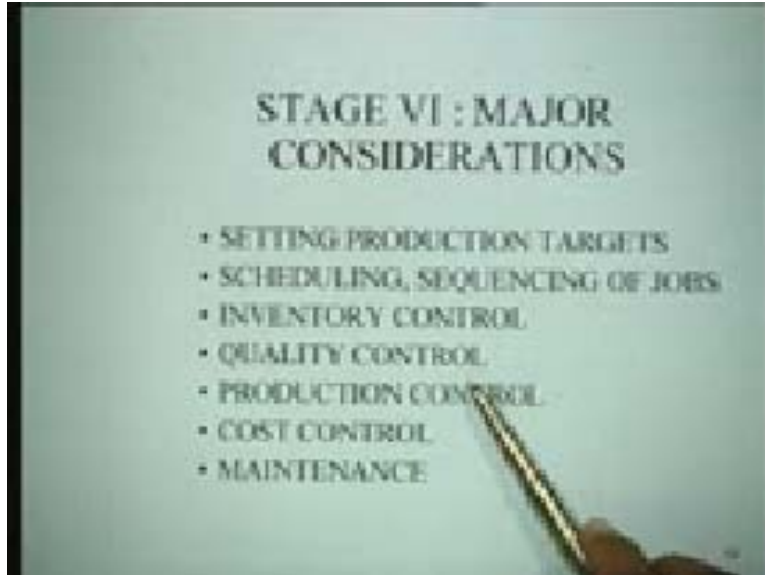 STAGE VI : MAJOR
CONSIDERATIONS
• SETTING PRODUCTION TARGETS
• SCHEDULING, SEQUENCING OF JOBS
• INVENTORY CONTROL
• QUALITY CONTROL
• PRODUCTION CONTROL
• COST CONTROL
• MAINTENANCE